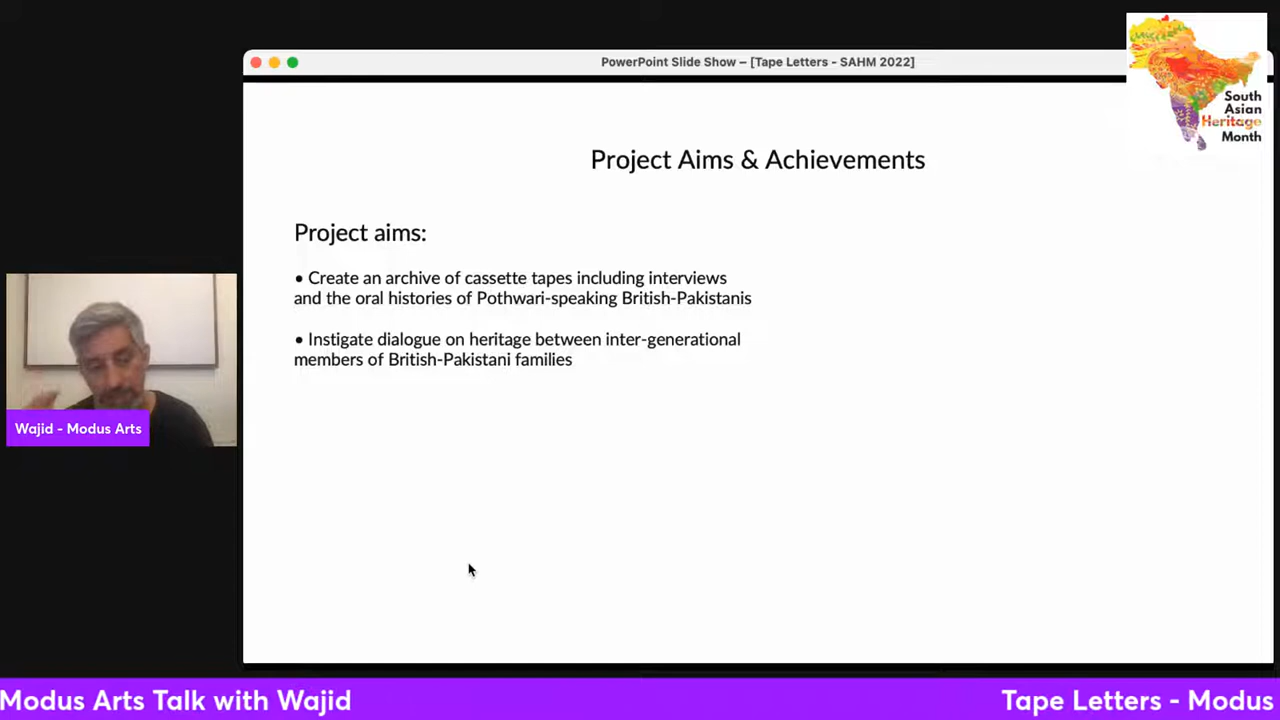 PowerPoint Slide Show – [Tape Letters - SAHM 2022]
South
Asian
Heritage
Month
Project Aims & Achievements
Project aims:
• Create an archive of cassette tapes including interviews
and the oral histories of Pothwari-speaking British-Pakistanis
• Instigate dialogue on heritage between inter-generational
members of British-Pakistani families
Wajid - Modus Arts
Modus Arts Talk with Wajid
Tape Letters - Modus